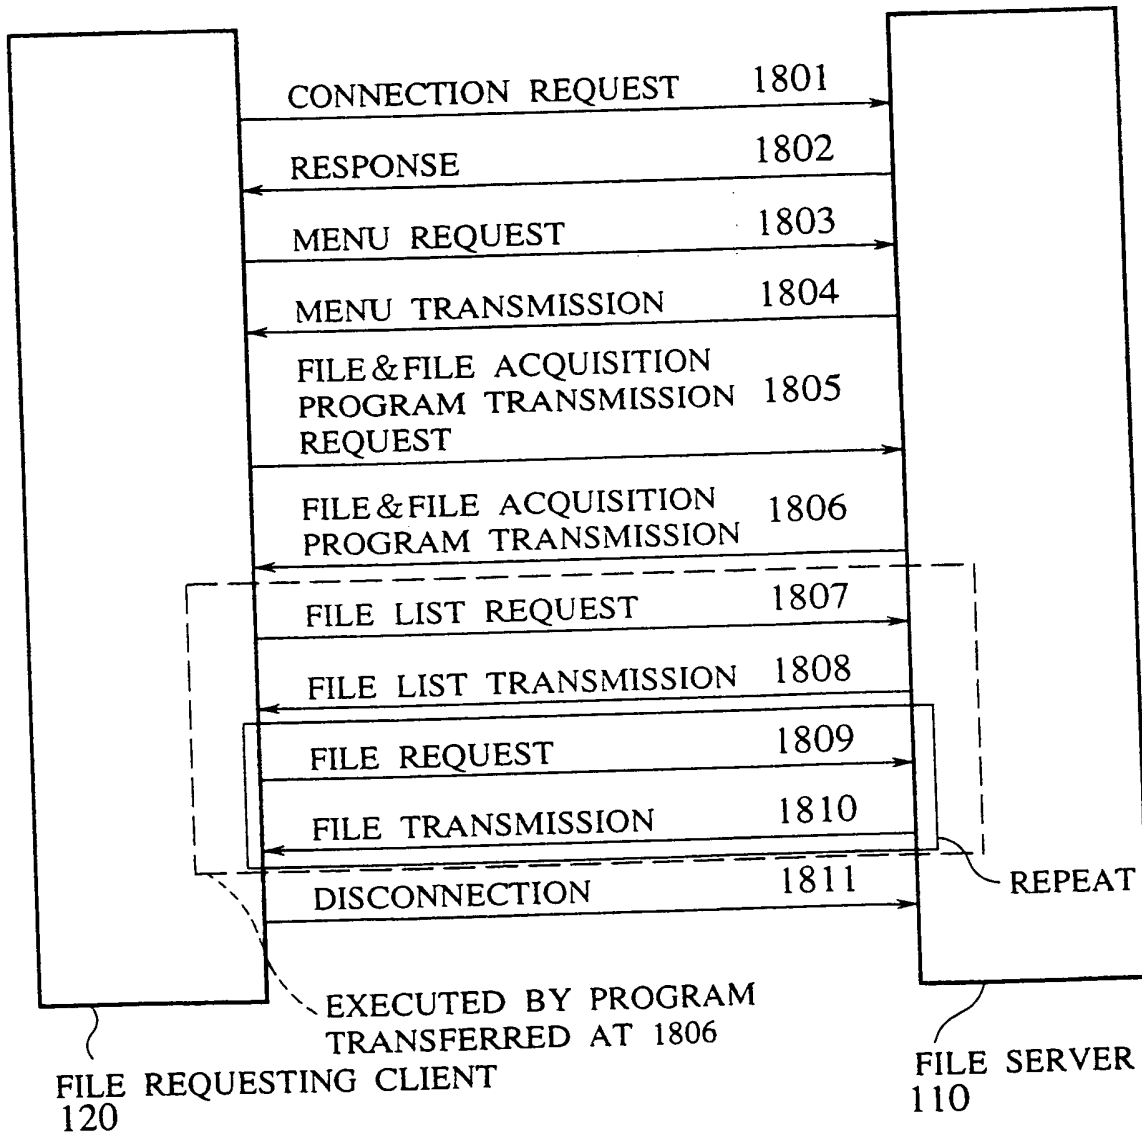 CONNECTION REQUEST 1801
RESPONSE 1802
MENU REQUEST 1803
MENU TRANSMISSION 1804
FILE&FILE ACQUISITION
PROGRAM TRANSMISSION 1805
REQUEST
FILE&FILE ACQUISITION 1806
PROGRAM TRANSMISSION
FILE LIST REQUEST 1807
FILE LIST TRANSMISSION 1808
FILE REQUEST 1809
FILE TRANSMISSION 1810
DISCONNECTION 1811
REPEAT
EXECUTED BY PROGRAM
TRANSFERRED AT 1806
FILE REQUESTING CLIENT
120
FILE SERVER
110